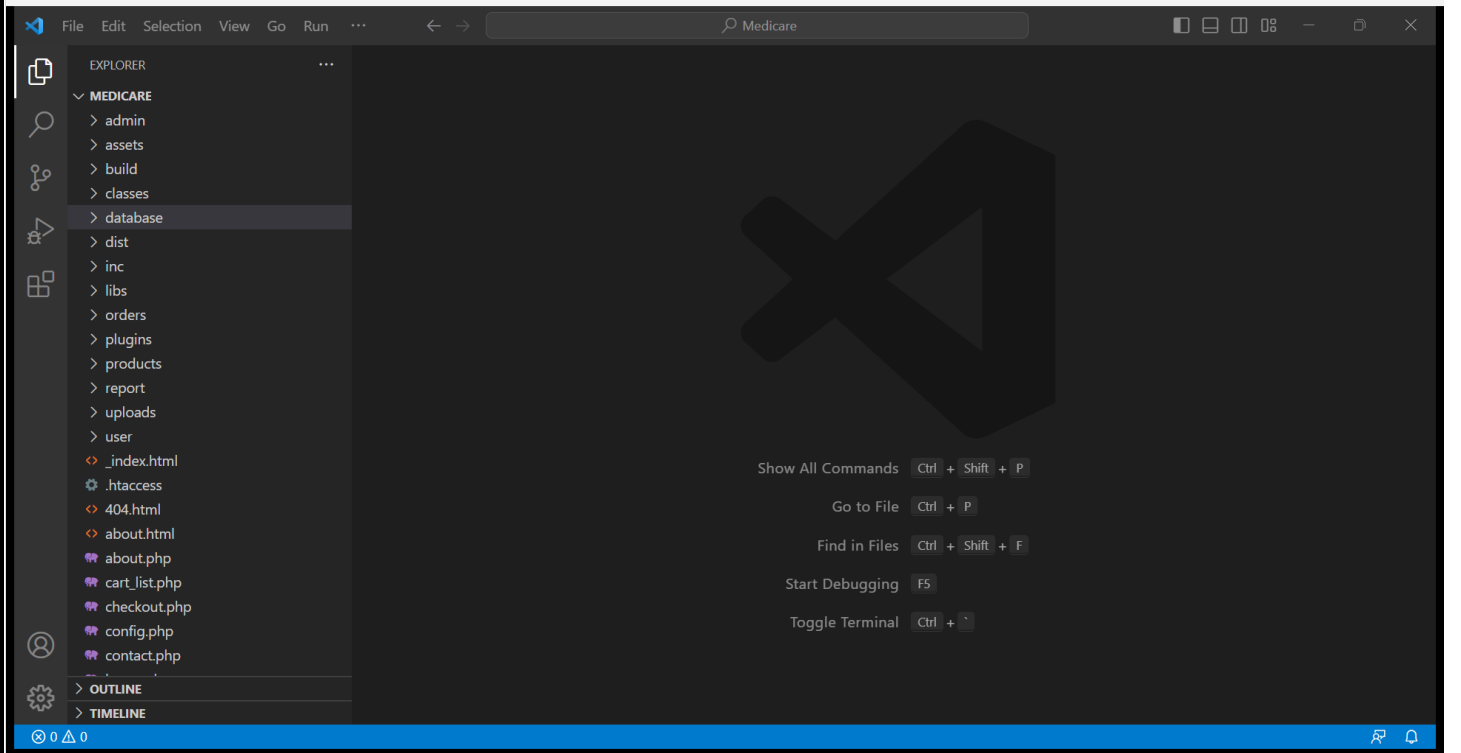 File Edit Selection View Go Run ··· ← → Medicare
EXPLORER ···
MEDICARE
admin
assets
build
classes
database
dist
inc
libs
orders
plugins
products
report
uploads
user
_index.html
.htaccess
404.html
about.html
about.php
cart_list.php
checkout.php
config.php
contact.php
OUTLINE
TIMELINE
Show All Commands Ctrl + Shift + P
Go to File Ctrl + P
Find in Files Ctrl + Shift + F
Start Debugging F5
Toggle Terminal Ctrl + `
0 0